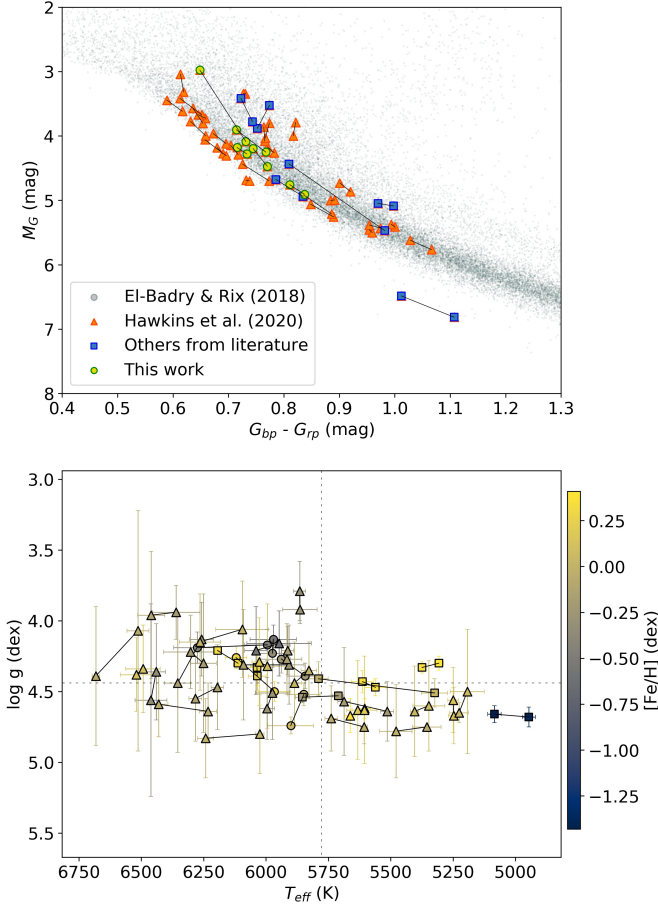 2
3
4
5
6
7
8
M_G (mag)
El-Badry & Rix (2018)
Hawkins et al. (2020)
Others from literature
This work
0.4 0.5 0.6 0.7 0.8 0.9 1.0 1.1 1.2 1.3
G_bp - G_rp (mag)
3.0
3.5
4.0
4.5
5.0
5.5
log g (dex)
6750 6500 6250 6000 5750 5500 5250 5000
T_eff (K)
0.25
0.00
−0.25
−0.50
−0.75
−1.00
−1.25
[Fe/H] (dex)